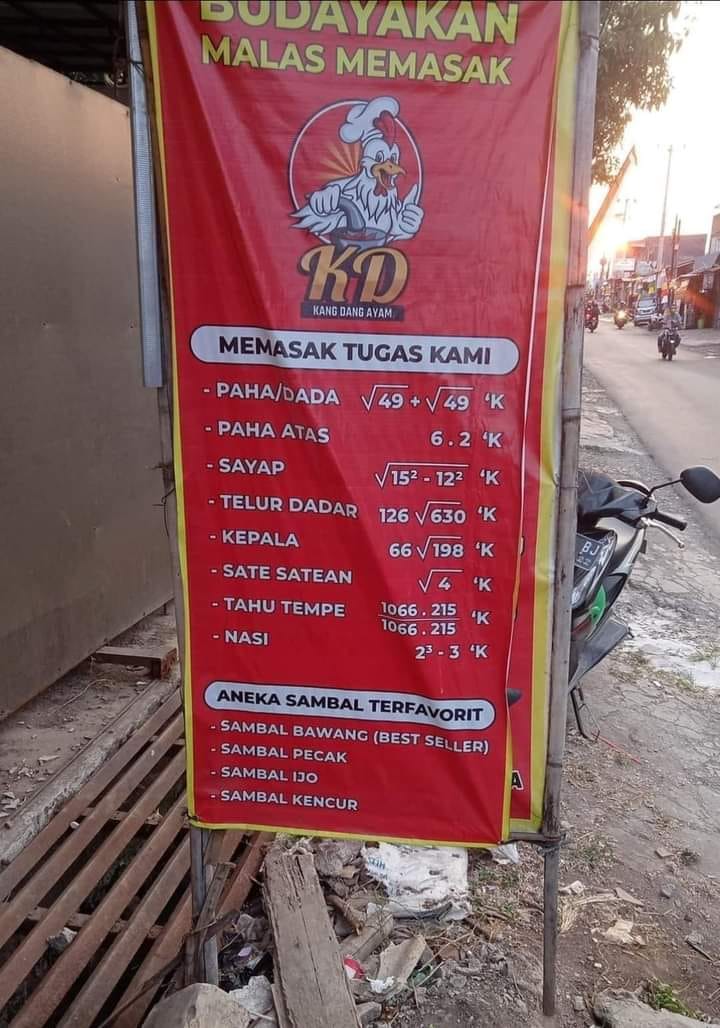 BUDAYAKAN
MALAS MEMASAK
KD
KANG DANG AYAM
MEMASAK TUGAS KAMI
- PAHA/DADA √49 + √49 'K
- PAHA ATAS 6 . 2 'K
- SAYAP √15² - 12² 'K
- TELUR DADAR 126 √630 'K
- KEPALA 66 √198 'K
- SATE SATEAN √4 'K
- TAHU TEMPE 1066 . 215 / 1066 . 215 'K
- NASI 2³ - 3 'K
ANEKA SAMBAL TERFAVORIT
- SAMBAL BAWANG (BEST SELLER)
- SAMBAL PECAK
- SAMBAL IJO
- SAMBAL KENCUR
A
BJ